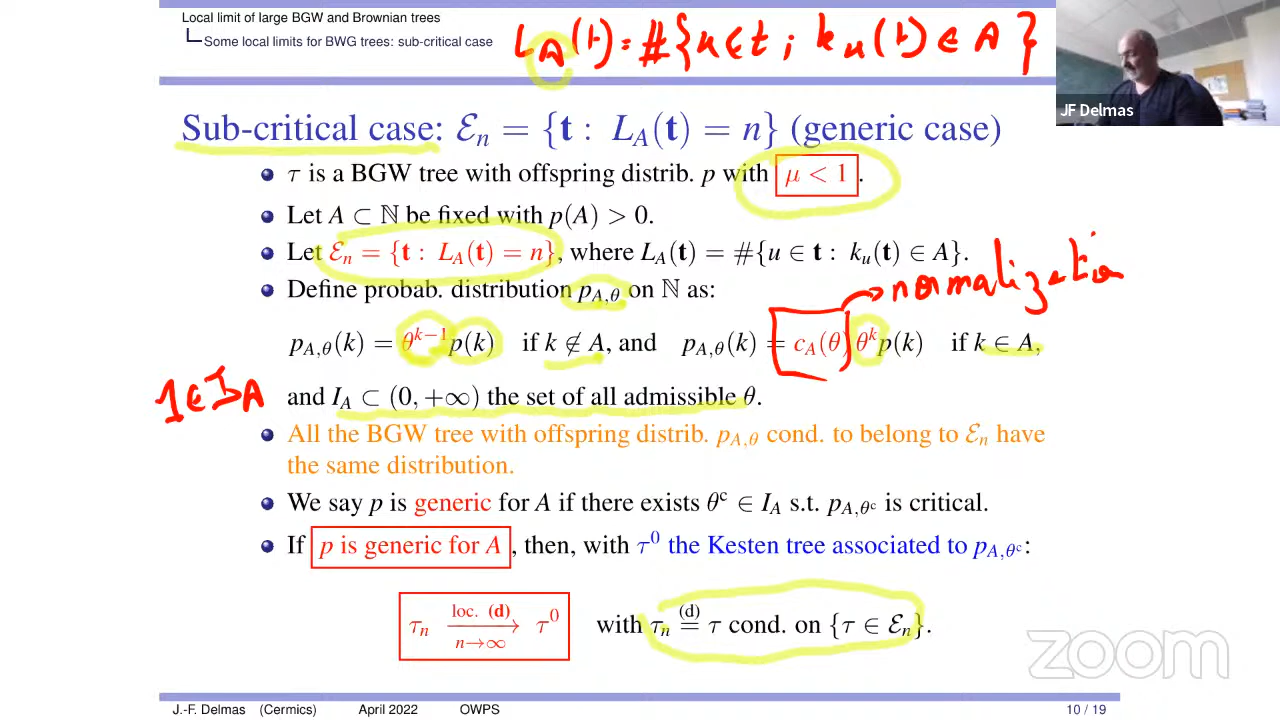 Local limit of large BGW and Brownian trees
Some local limits for BWG trees: sub-critical case
L_A(t) = #{u ∈ t ; k_u(t) ∈ A}
JF Delmas
Sub-critical case: ℰ_n = {t : L_A(t) = n} (generic case)
τ is a BGW tree with offspring distrib. p with μ < 1 .
Let A ⊂ ℕ be fixed with p(A) > 0.
Let ℰ_n = {t : L_A(t) = n}, where L_A(t) = #{u ∈ t : k_u(t) ∈ A}.
normalization
Define probab. distribution p_{A,θ} on ℕ as:
p_{A,θ}(k) = θ^{k−1} p(k) if k ∉ A, and p_{A,θ}(k) = c_A(θ) θ^k p(k) if k ∈ A,
1 ∈ I_A
and I_A ⊂ (0, +∞) the set of all admissible θ.
All the BGW tree with offspring distrib. p_{A,θ} cond. to belong to ℰ_n have
the same distribution.
We say p is generic for A if there exists θ^c ∈ I_A s.t. p_{A,θ^c} is critical.
If p is generic for A , then, with τ^0 the Kesten tree associated to p_{A,θ^c}:
τ_n loc. (d) ⟶ n→∞ τ^0 with τ_n (d) = τ cond. on {τ ∈ ℰ_n}.
zoom
J.-F. Delmas (Cermics) April 2022 OWPS 10 / 19